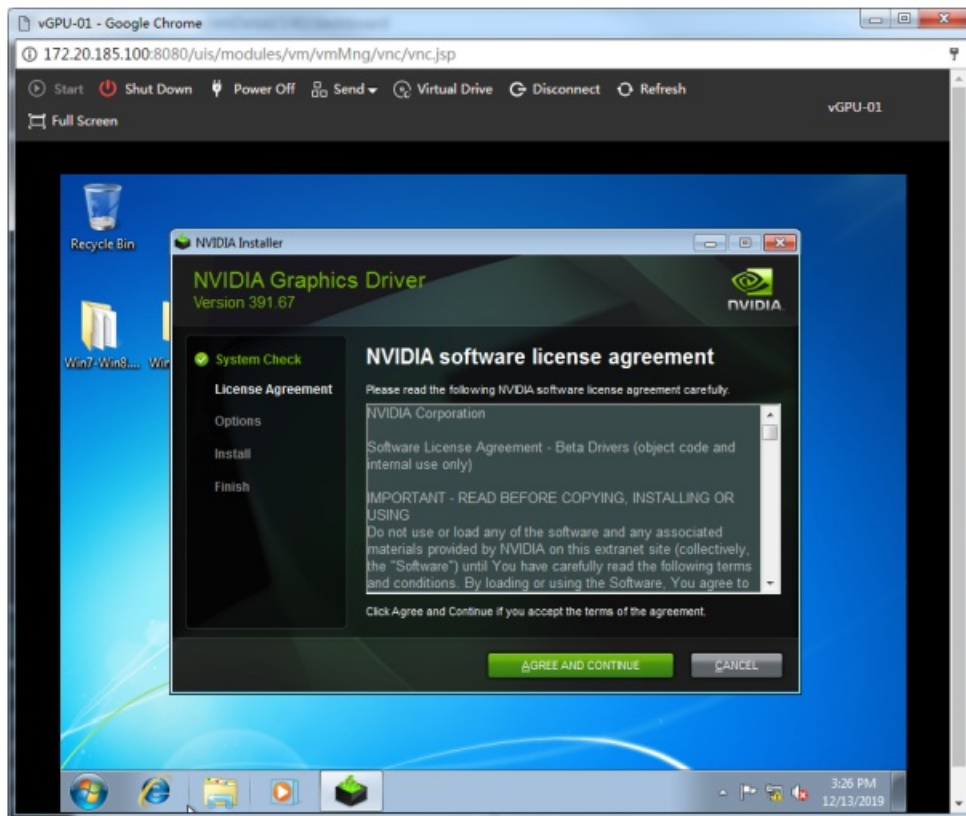 vGPU-01 - Google Chrome
172.20.185.100:8080/uis/modules/vm/vmMng/vnc/vnc.jsp
Start Shut Down Power Off Send Virtual Drive Disconnect Refresh
vGPU-01
Full Screen
Recycle Bin
Win7-Win8....
NVIDIA Installer
NVIDIA Graphics Driver
Version 391.67
NVIDIA.
System Check
License Agreement
Options
Install
Finish
NVIDIA software license agreement
Please read the following NVIDIA software license agreement carefully.
NVIDIA Corporation
Software License Agreement - Beta Drivers (object code and
internal use only)
IMPORTANT - READ BEFORE COPYING, INSTALLING OR
USING
Do not use or load any of the software and any associated
materials provided by NVIDIA on this extranet site (collectively,
the "Software") until You have carefully read the following terms
and conditions. By loading or using the Software, You agree to
Click Agree and Continue if you accept the terms of the agreement.
AGREE AND CONTINUE
CANCEL
3:26 PM
12/13/2019